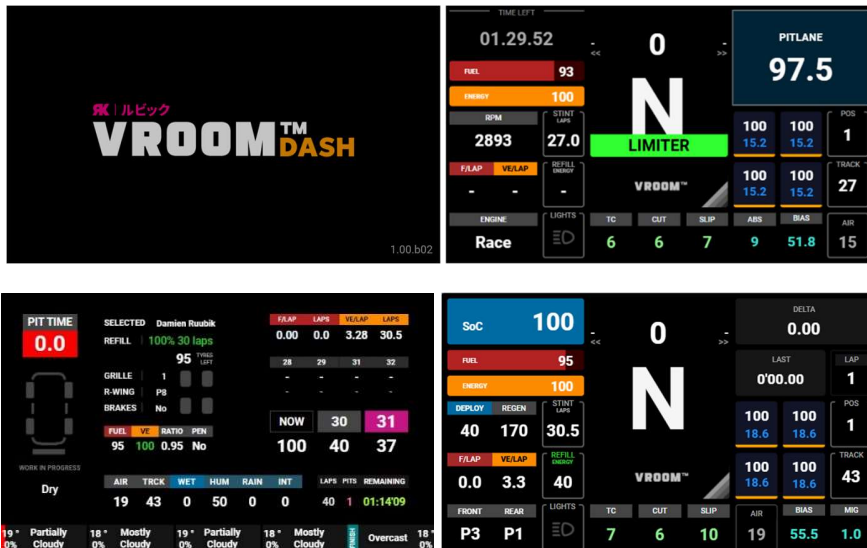 RK | ルビック
VROOM™
DASH
1.00.b02
TIME LEFT
01.29.52
FUEL 93
ENERGY 100
RPM
2893
STINT
LAPS
27.0
F/LAP VE/LAP
- -
REFILL
ENERGY
-
ENGINE
Race
LIGHTS
-
<<
0
-
>>
N
LIMITER
VROOM™
TC CUT SLIP
6 6 7
PITLANE
97.5
100 100
15.2 15.2
100 100
15.2 15.2
POS
1
TRACK
27
ABS BIAS
9 51.8
AIR
15
PIT TIME
0.0
WORK IN PROGRESS
Dry
SELECTED Damien Ruubik
REFILL 100% 30 laps
95 TYRES
LEFT
GRILLE 1
R-WING P8
BRAKES No
FUEL VE RATIO PEN
95 100 0.95 No
F/LAP LAPS VE/LAP LAPS
0.00 0.0 3.28 30.5
28 29 31 32
- - - -
- - - -
NOW 30 31
100 40 37
AIR TRCK WET HUM RAIN INT
19 43 0 50 0 0
LAPS PITS REMAINING
40 1 01:14'09
19° Partially
0% Cloudy
18° Mostly
0% Cloudy
19° Partially
0% Cloudy
18° Mostly
0% Cloudy
FINISH
Overcast
18°
0%
SoC 100
FUEL 95
ENERGY 100
DEPLOY REGEN
40 170
STINT
LAPS
30.5
F/LAP VE/LAP
0.0 3.3
REFILL
ENERGY
40
FRONT REAR
P3 P1
LIGHTS
-
<<
0
-
>>
N
VROOM™
TC CUT SLIP
7 6 10
DELTA
0.00
LAST
0'00.00
LAP
1
100 100
18.6 18.6
100 100
18.6 18.6
POS
1
TRACK
43
AIR BIAS MIG
19 55.5 1.0